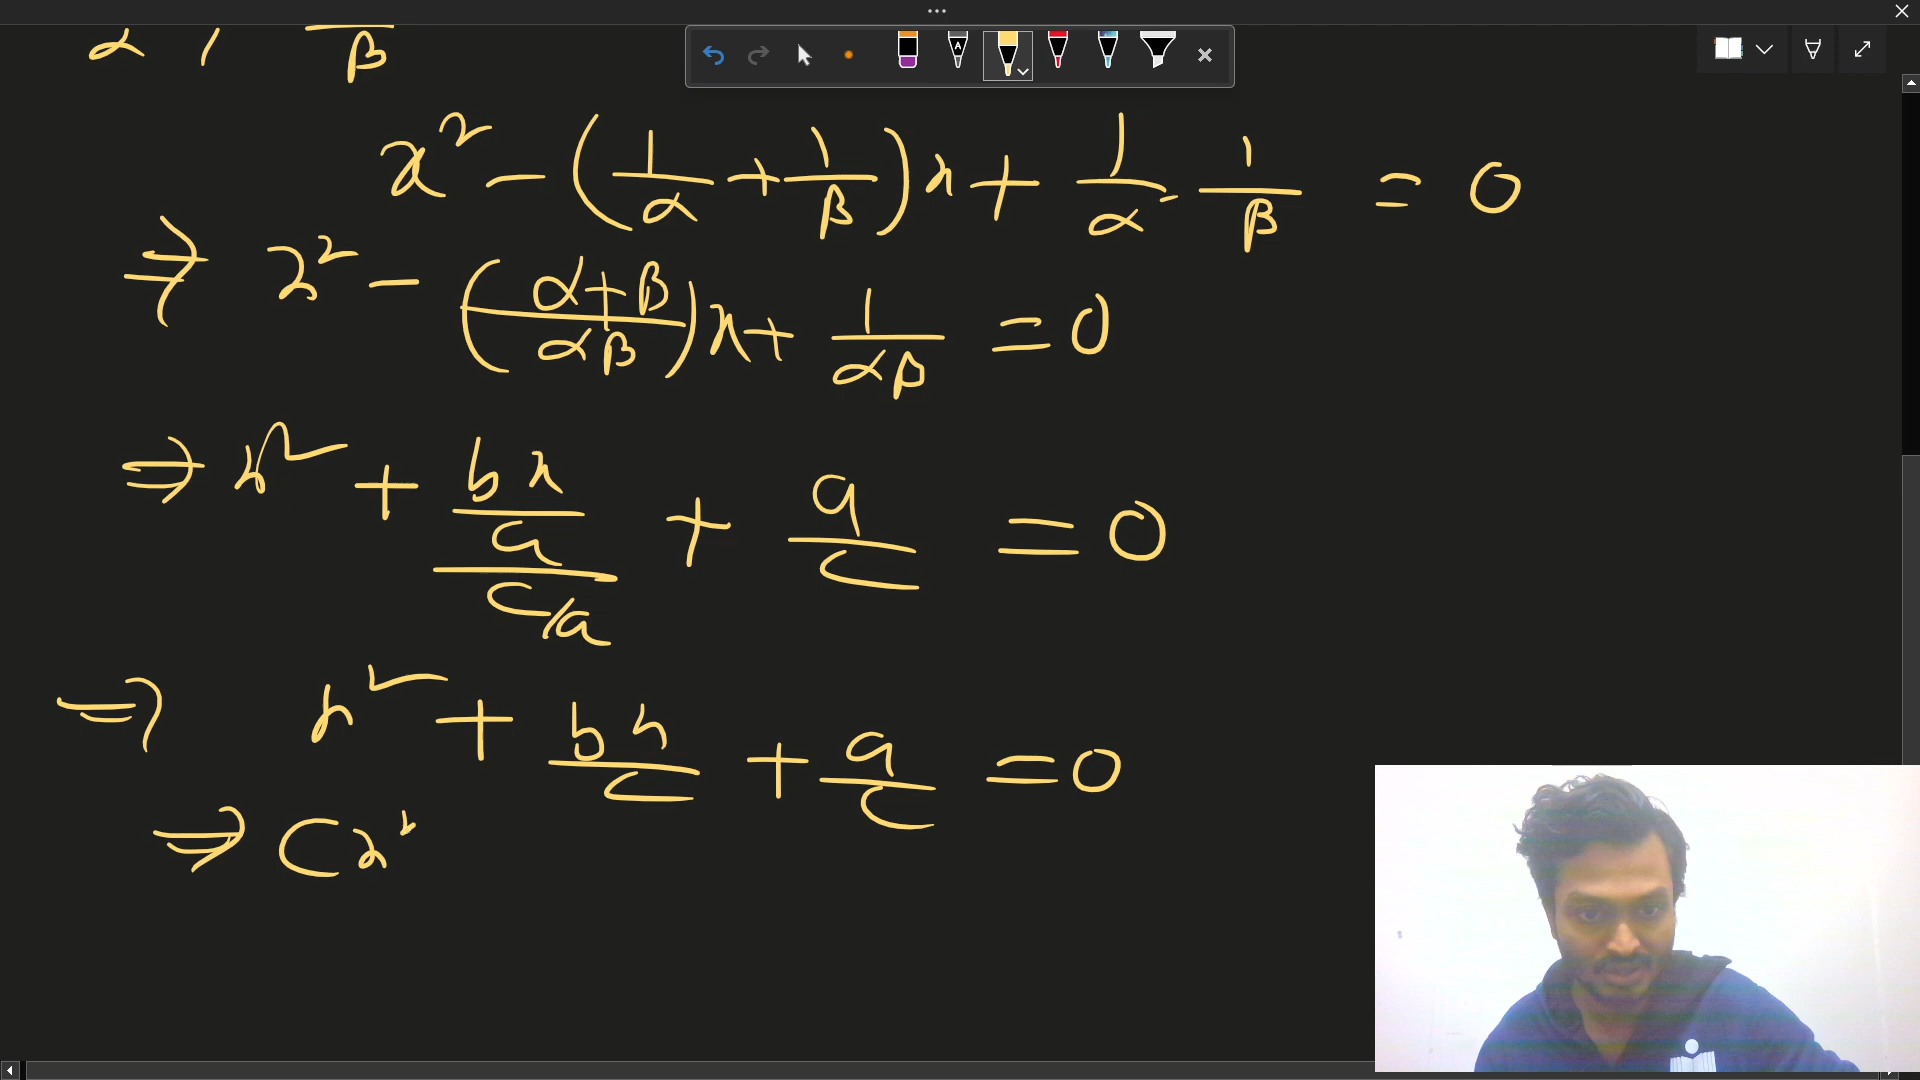 α , β
x² - (1/α + 1/β)x + 1/α · 1/β = 0
⇒ x² - ((α+β)/αβ)x + 1/αβ = 0
⇒ x² + (bx/a)/(c/a) + a/c = 0
⇒ x² + bx/c + a/c = 0
⇒ Cx²